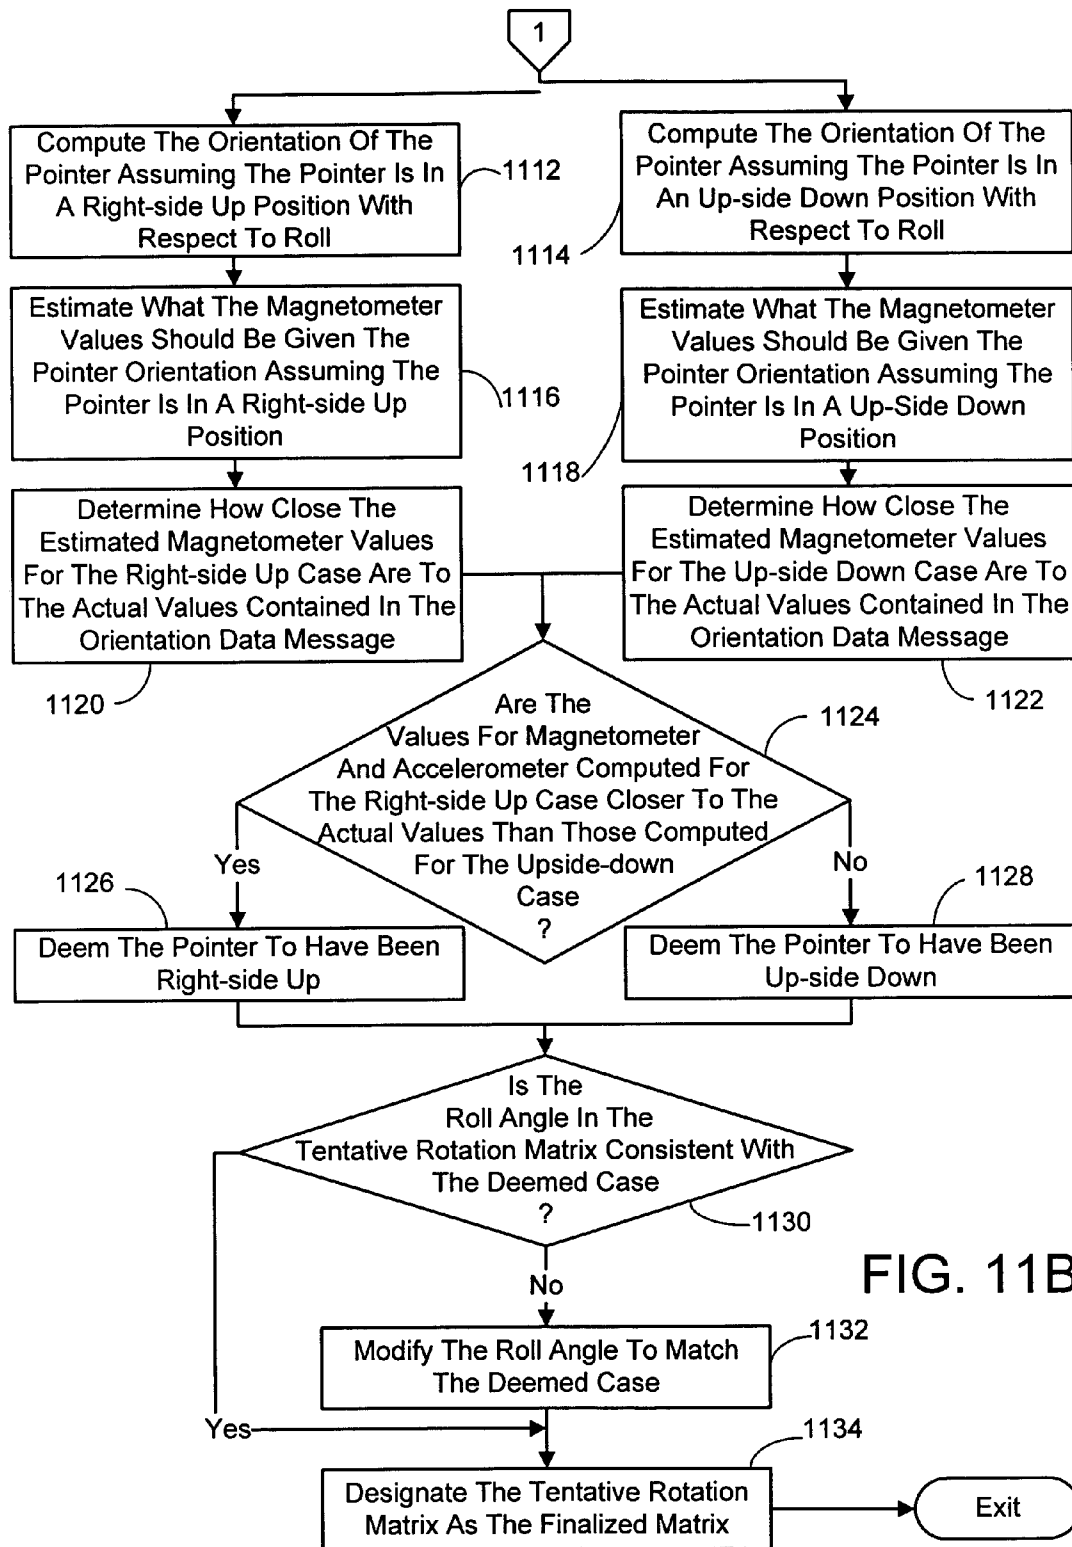 1
Compute The Orientation Of The
Pointer Assuming The Pointer Is In
A Right-side Up Position With
Respect To Roll
1112
Compute The Orientation Of The
Pointer Assuming The Pointer Is In
An Up-side Down Position With
Respect To Roll
1114
Estimate What The Magnetometer
Values Should Be Given The
Pointer Orientation Assuming The
Pointer Is In A Right-side Up
Position
1116
Estimate What The Magnetometer
Values Should Be Given The
Pointer Orientation Assuming The
Pointer Is In A Up-Side Down
Position
1118
Determine How Close The
Estimated Magnetometer Values
For The Right-side Up Case Are To
The Actual Values Contained In The
Orientation Data Message
1120
Determine How Close The
Estimated Magnetometer Values
For The Up-side Down Case Are To
The Actual Values Contained In The
Orientation Data Message
1122
Are The
Values For Magnetometer
And Accelerometer Computed For
The Right-side Up Case Closer To The
Actual Values Than Those Computed
For The Upside-down
Case
?
1124
Yes
No
1126
1128
Deem The Pointer To Have Been
Right-side Up
Deem The Pointer To Have Been
Up-side Down
Is The
Roll Angle In The
Tentative Rotation Matrix Consistent With
The Deemed Case
?
1130
No
FIG. 11B
Modify The Roll Angle To Match
The Deemed Case
1132
Yes
1134
Designate The Tentative Rotation
Matrix As The Finalized Matrix
Exit